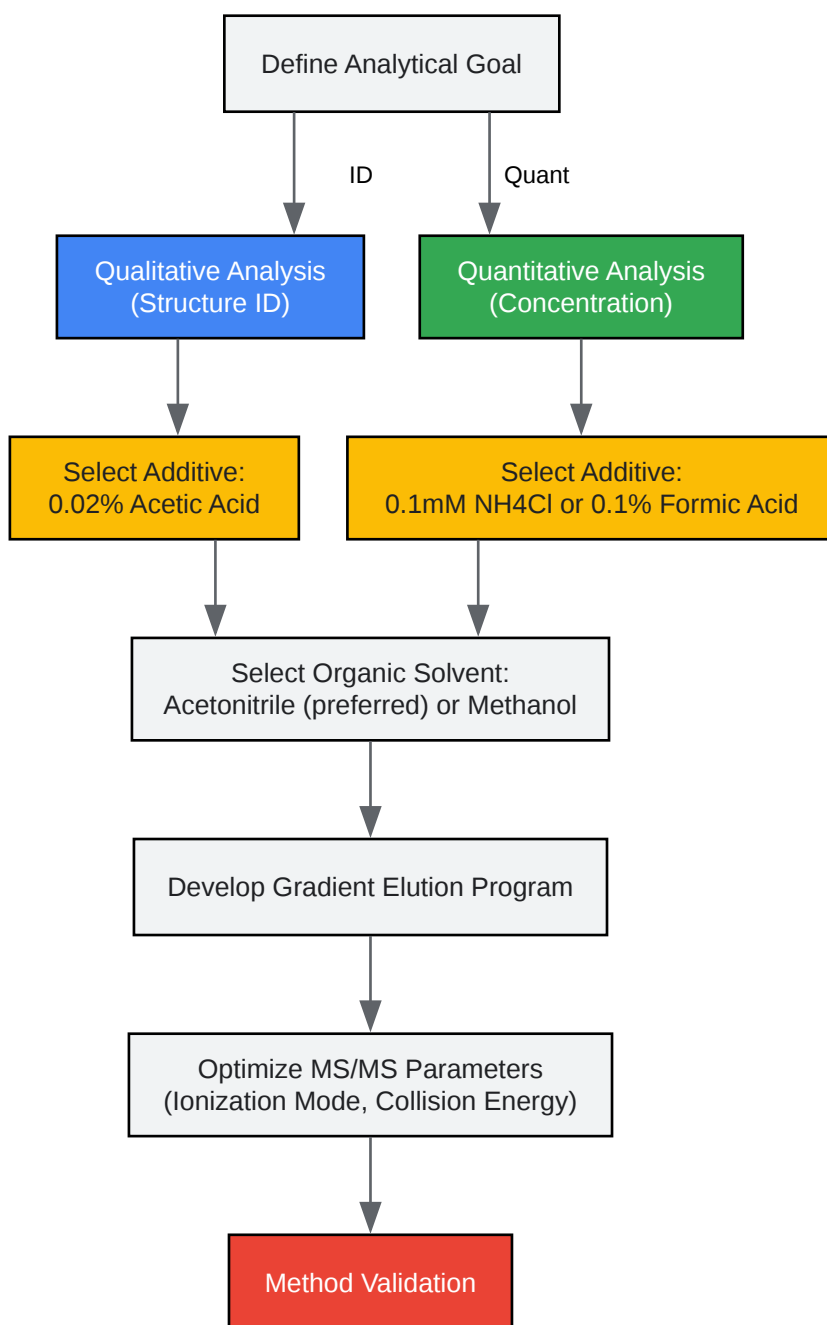 Define Analytical Goal
ID
Quant
Qualitative Analysis
(Structure ID)
Quantitative Analysis
(Concentration)
Select Additive:
0.02% Acetic Acid
Select Additive:
0.1mM NH4Cl or 0.1% Formic Acid
Select Organic Solvent:
Acetonitrile (preferred) or Methanol
Develop Gradient Elution Program
Optimize MS/MS Parameters
(Ionization Mode, Collision Energy)
Method Validation